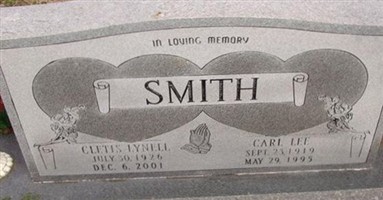 IN LOVING MEMORY
SMITH
CLETIS LYNELL
JULY 30, 1926
DEC. 6, 2001
CARL LEE
SEPT. 23, 1919
MAY 29, 1995